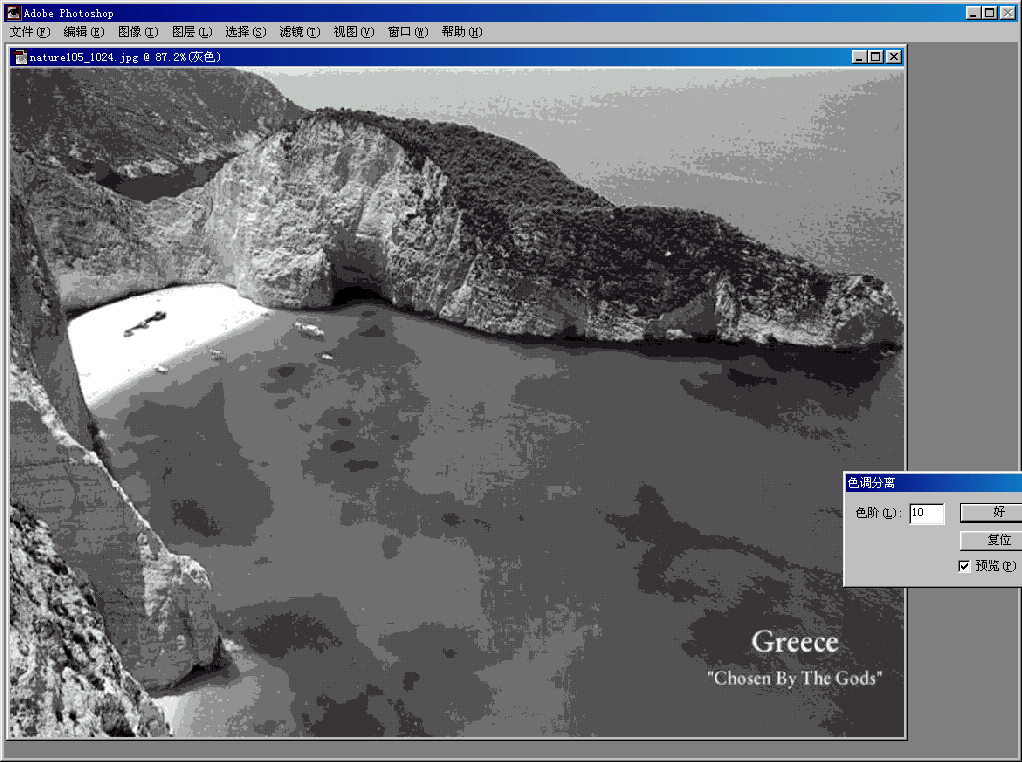 Adobe Photoshop
文件(F) 编辑(E) 图像(I) 图层(L) 选择(S) 滤镜(T) 视图(V) 窗口(W) 帮助(H)
nature105_1024.jpg @ 87.2%(灰色)
色调分离
色阶(L): 10 好
复位
预览(P)
Greece
"Chosen By The Gods"